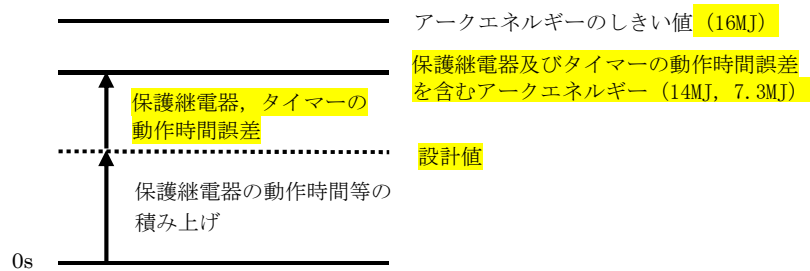 アークエネルギーのしきい値（16MJ）
保護継電器及びタイマーの動作時間誤差
を含むアークエネルギー（14MJ, 7.3MJ）
保護継電器，タイマーの
動作時間誤差
設計値
保護継電器の動作時間等の
積み上げ
0s